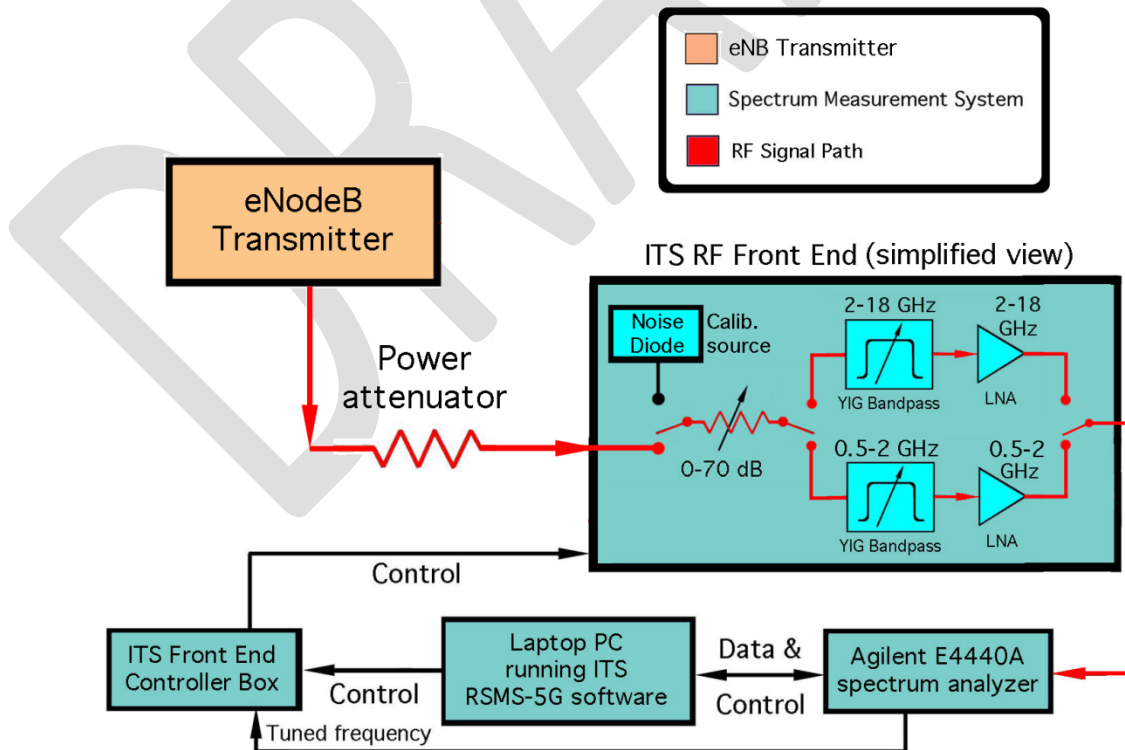 DRA
eNB Transmitter
Spectrum Measurement System
RF Signal Path
eNodeB
Transmitter
ITS RF Front End (simplified view)
Noise
Diode
Calib.
source
2-18 GHz
2-18
GHz
YIG Bandpass
LNA
Power
attenuator
0-70 dB
0.5-2 GHz
0.5-2
GHz
YIG Bandpass
LNA
Control
ITS Front End
Controller Box
Control
Laptop PC
running ITS
RSMS-5G software
Data &
Control
Agilent E4440A
spectrum analyzer
Tuned frequency